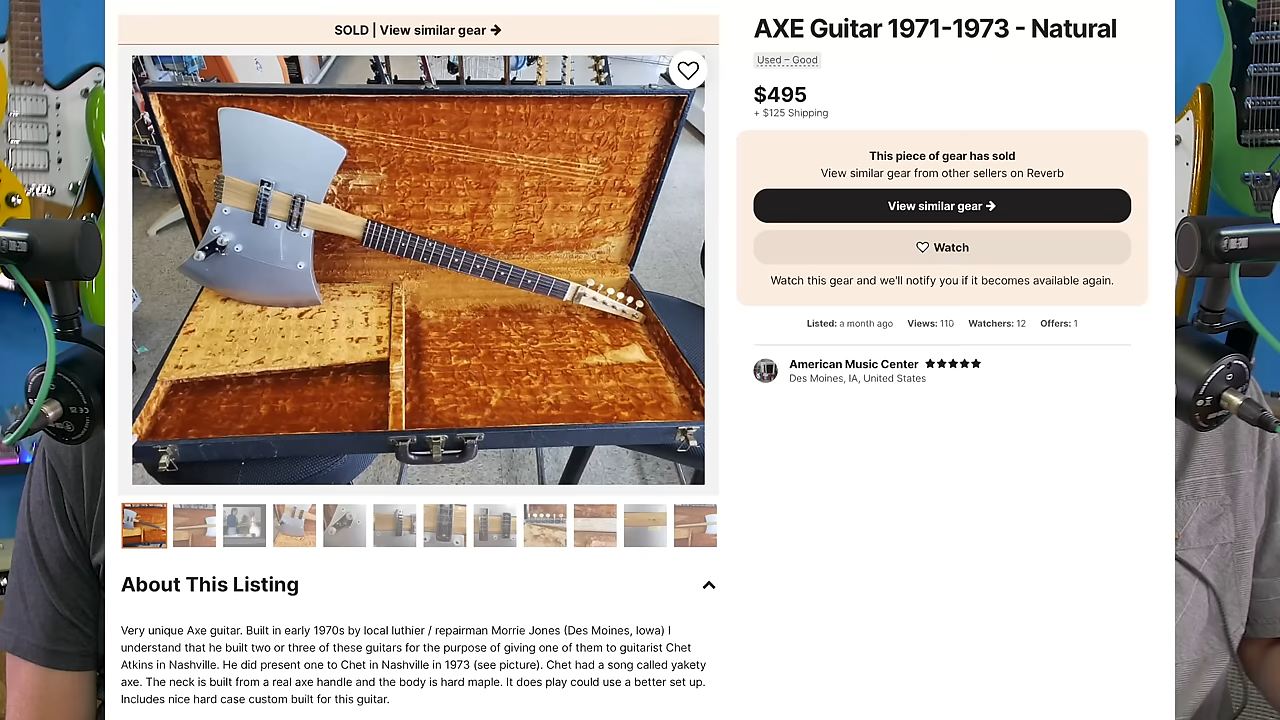 SOLD | View similar gear →
AXE Guitar 1971-1973 - Natural
Used – Good
$495
+ $125 Shipping
This piece of gear has sold
View similar gear from other sellers on Reverb
View similar gear →
Watch
Watch this gear and we'll notify you if it becomes available again.
Listed: a month ago Views: 110 Watchers: 12 Offers: 1
American Music Center ★★★★★
Des Moines, IA, United States
About This Listing
Very unique Axe guitar. Built in early 1970s by local luthier / repairman Morrie Jones (Des Moines, Iowa) I
understand that he built two or three of these guitars for the purpose of giving one of them to guitarist Chet
Atkins in Nashville. He did present one to Chet in Nashville in 1973 (see picture). Chet had a song called yakety
axe. The neck is built from a real axe handle and the body is hard maple. It does play could use a better set up.
Includes nice hard case custom built for this guitar.